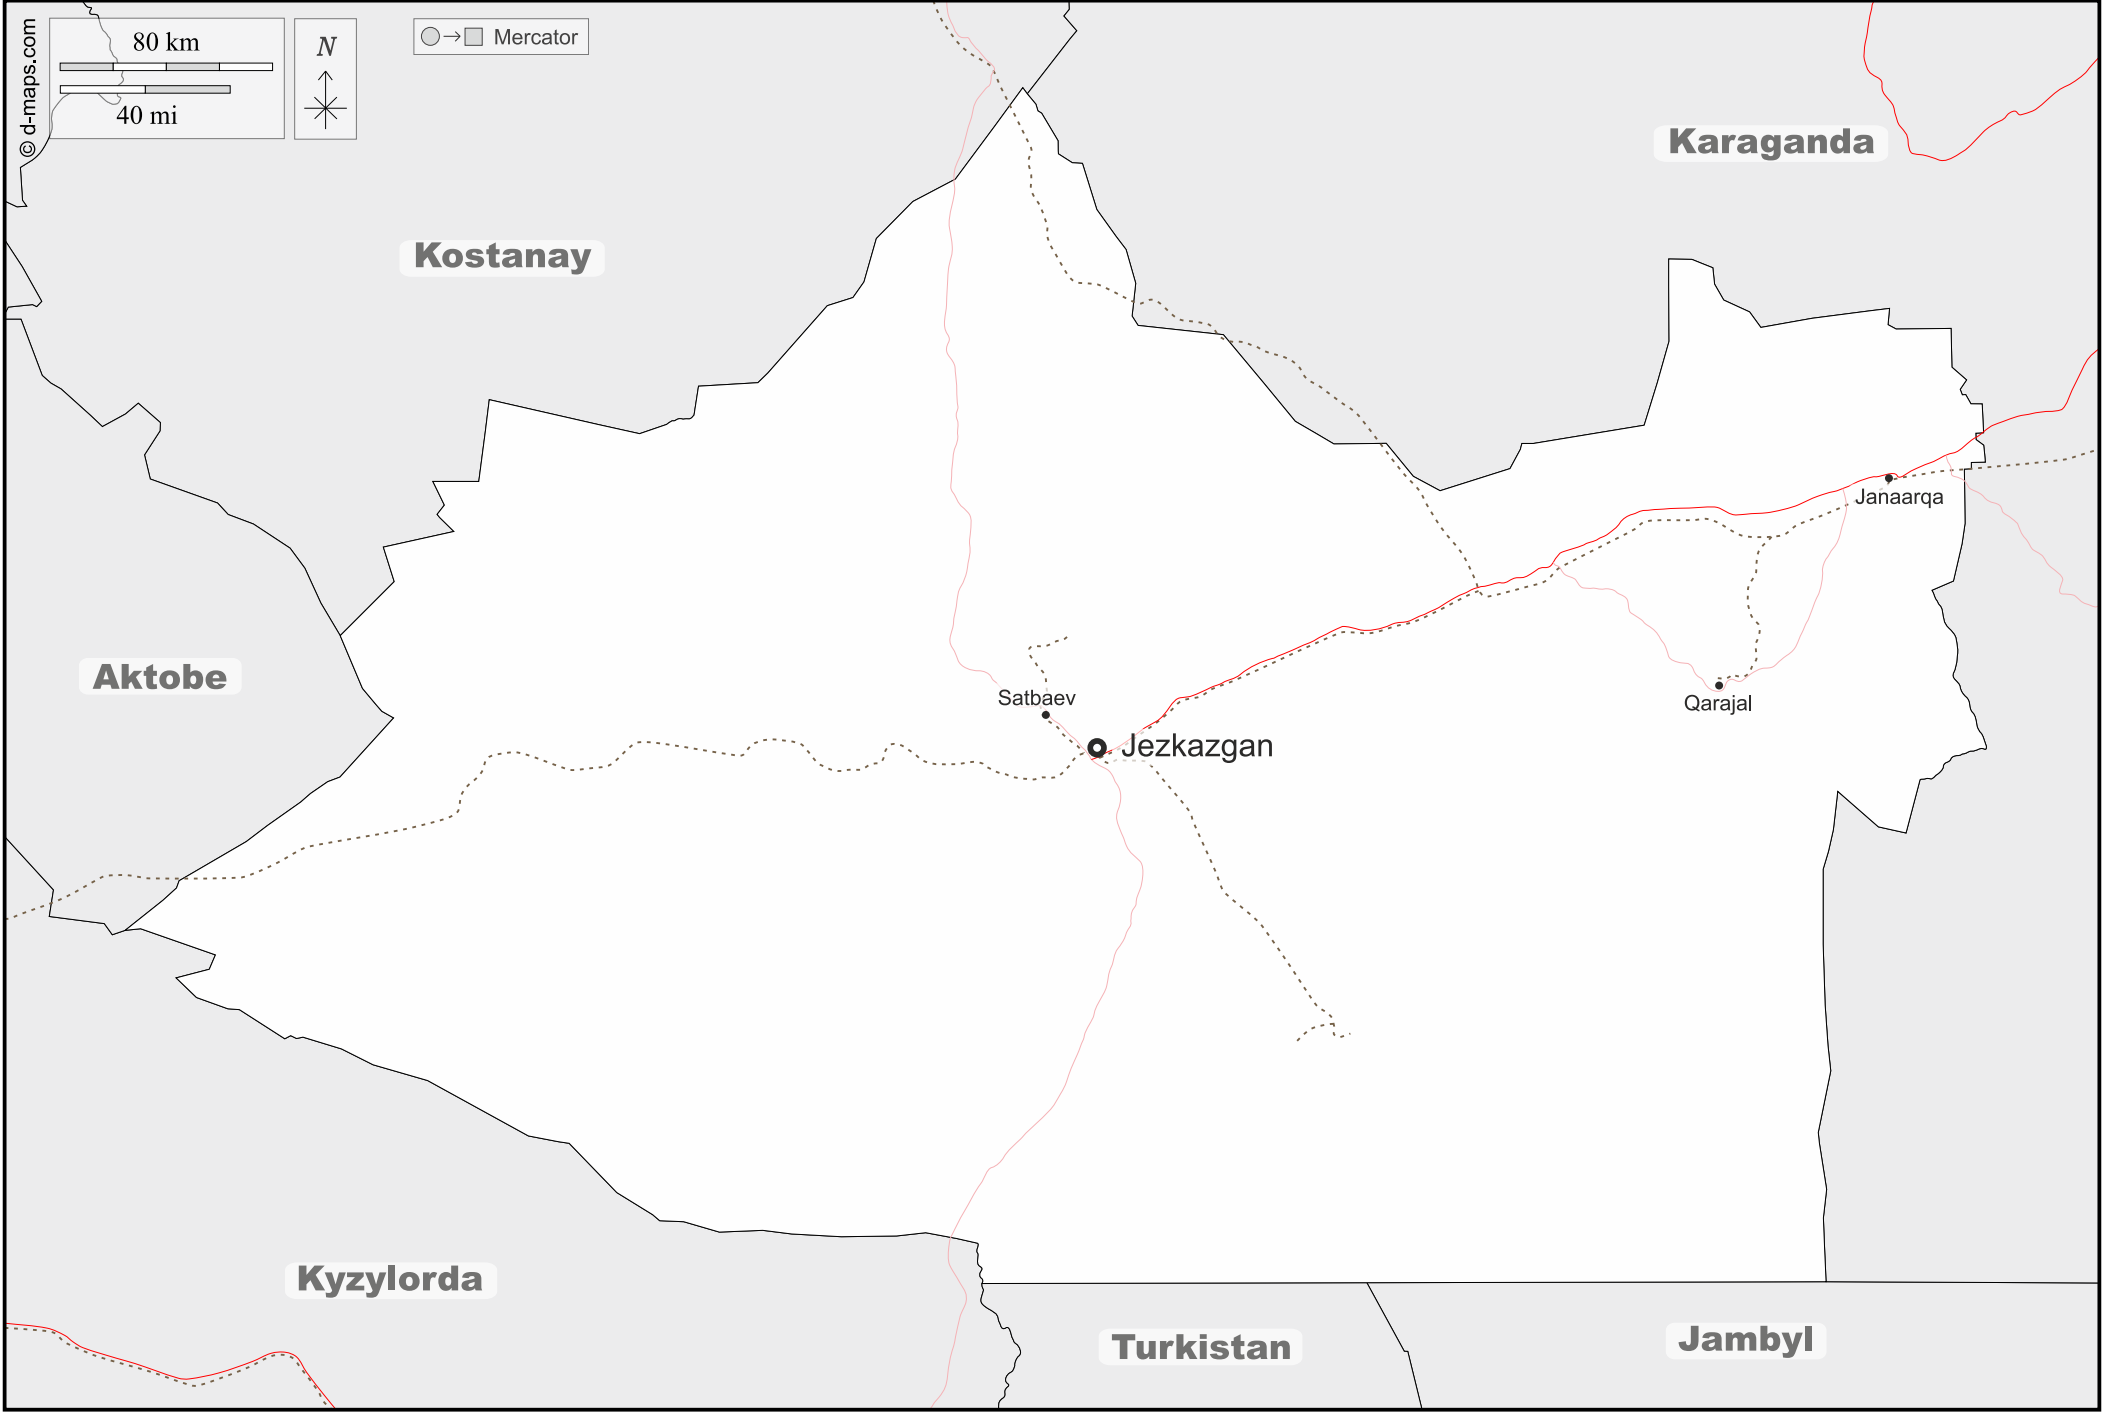 © d-maps.com
80 km
40 mi
N
Mercator
Karaganda
Kostanay
Janaarqa
Aktobe
Satbaev
Qarajal
Jezkazgan
Kyzylorda
Turkistan
Jambyl